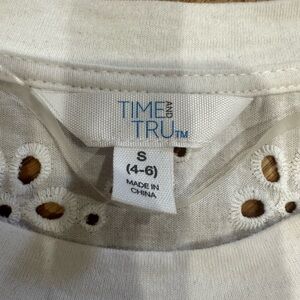 TIME AND
TRU™
S
(4-6)
MADE IN
CHINA